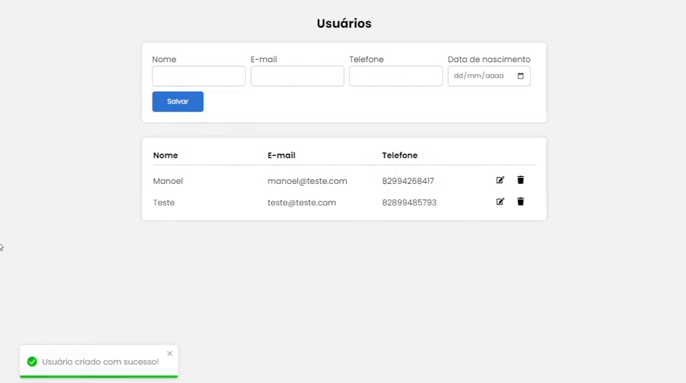 Usuários
Nome E-mail Telefone Data de nascimento
dd/mm/aaaa
Salvar
Nome E-mail Telefone
Manoel manoel@teste.com 82994268417
Teste teste@teste.com 82899485793
Usuário criado com sucesso!